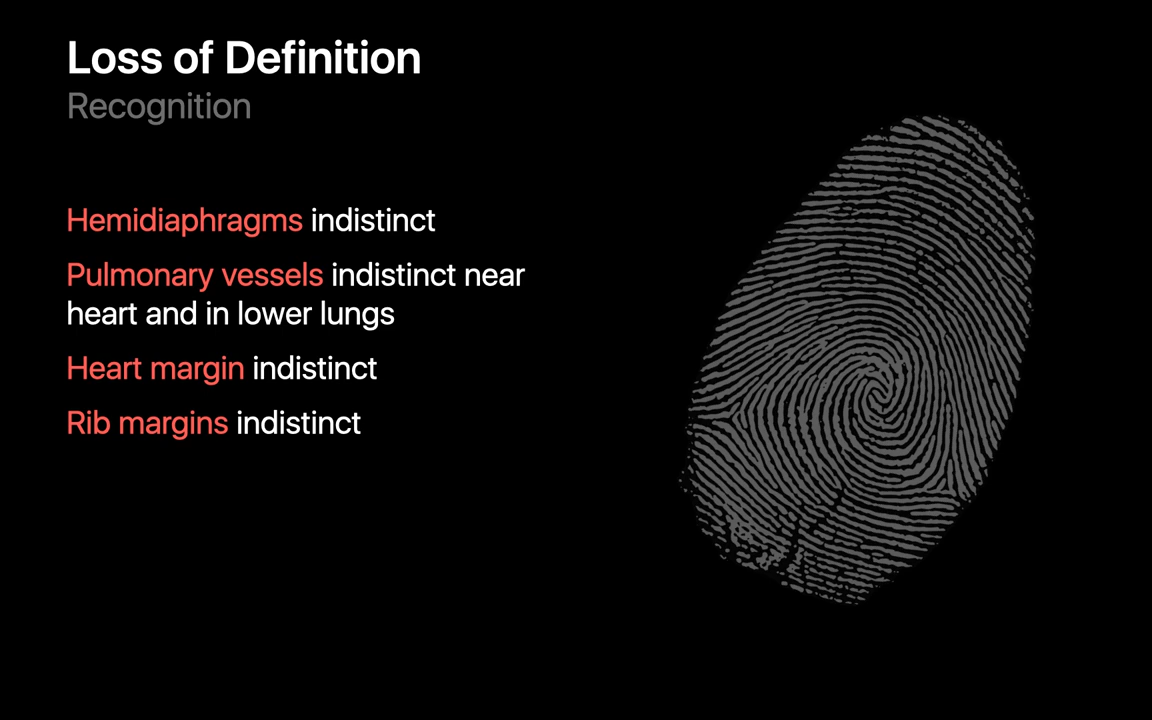 Loss of Definition
Recognition
Hemidiaphragms indistinct
Pulmonary vessels indistinct near
heart and in lower lungs
Heart margin indistinct
Rib margins indistinct